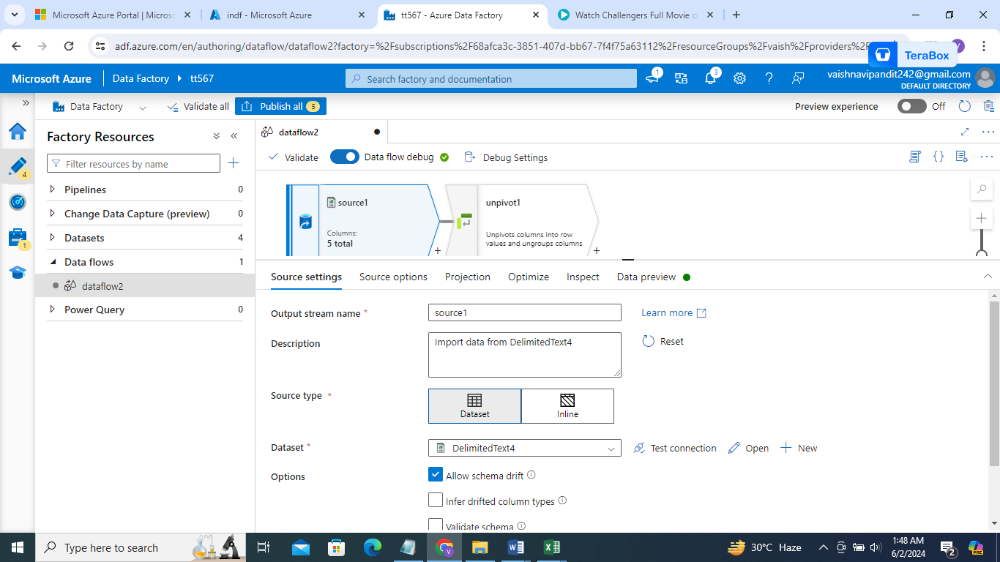 Microsoft Azure Portal | Microso
indf - Microsoft Azure
tt567 - Azure Data Factory
Watch Challengers Full Movie o
adf.azure.com/en/authoring/dataflow/dataflow2?factory=%2Fsubscriptions%2F68afca3c-3851-407d-bb67-7f4f75a63112%2FresourceGroups%2Fvaish%2Fproviders%2F
TeraBox
Microsoft Azure
Data Factory
tt567
Search factory and documentation
1
3
vaishnavipandit242@gmail.com
DEFAULT DIRECTORY
Data Factory
Validate all
Publish all 5
Preview experience
Off
Factory Resources
Filter resources by name
4
1
Pipelines 0
Change Data Capture (preview) 0
Datasets 4
Data flows 1
dataflow2
Power Query 0
dataflow2
Validate
Data flow debug
Debug Settings
source1
Columns:
5 total
+
unpivot1
Unpivots columns into row
values and ungroups columns
+
Source settings
Source options
Projection
Optimize
Inspect
Data preview
Output stream name *
source1
Learn more
Description
Import data from DelimitedText4
Reset
Source type *
Dataset
Inline
Dataset *
DelimitedText4
Test connection
Open
New
Options
Allow schema drift
Infer drifted column types
Validate schema
Type here to search
30°C Haze
1:48 AM
6/2/2024
2
PRE